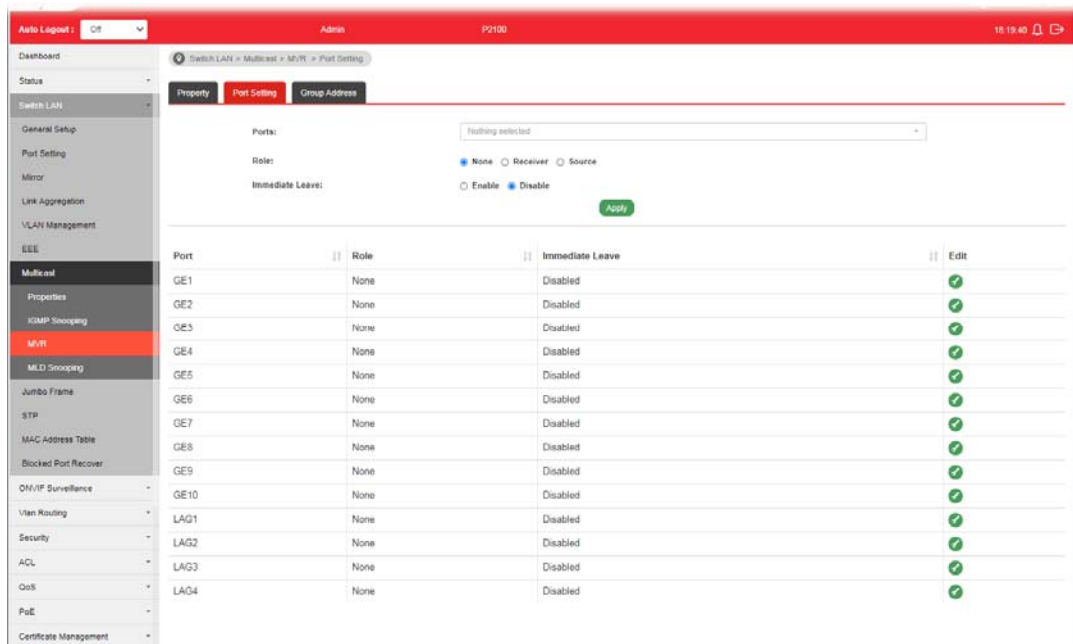 Auto Logout : Off Admin P2100 18:19:40
Dashboard
Status
Switch LAN
General Setup
Port Setting
Mirror
Link Aggregation
VLAN Management
EEE
Multicast
Properties
IGMP Snooping
MVR
MLD Snooping
Jumbo Frame
STP
MAC Address Table
Blocked Port Recover
ONVIF Surveillance
Vlan Routing
Security
ACL
QoS
PoE
Certificate Management
Switch LAN » Multicast » MVR » Port Setting
Property Port Setting Group Address
Ports: Nothing selected
Role: None Receiver Source
Immediate Leave: Enable Disable
Apply
Port Role Immediate Leave Edit
GE1 None Disabled
GE2 None Disabled
GE3 None Disabled
GE4 None Disabled
GE5 None Disabled
GE6 None Disabled
GE7 None Disabled
GE8 None Disabled
GE9 None Disabled
GE10 None Disabled
LAG1 None Disabled
LAG2 None Disabled
LAG3 None Disabled
LAG4 None Disabled